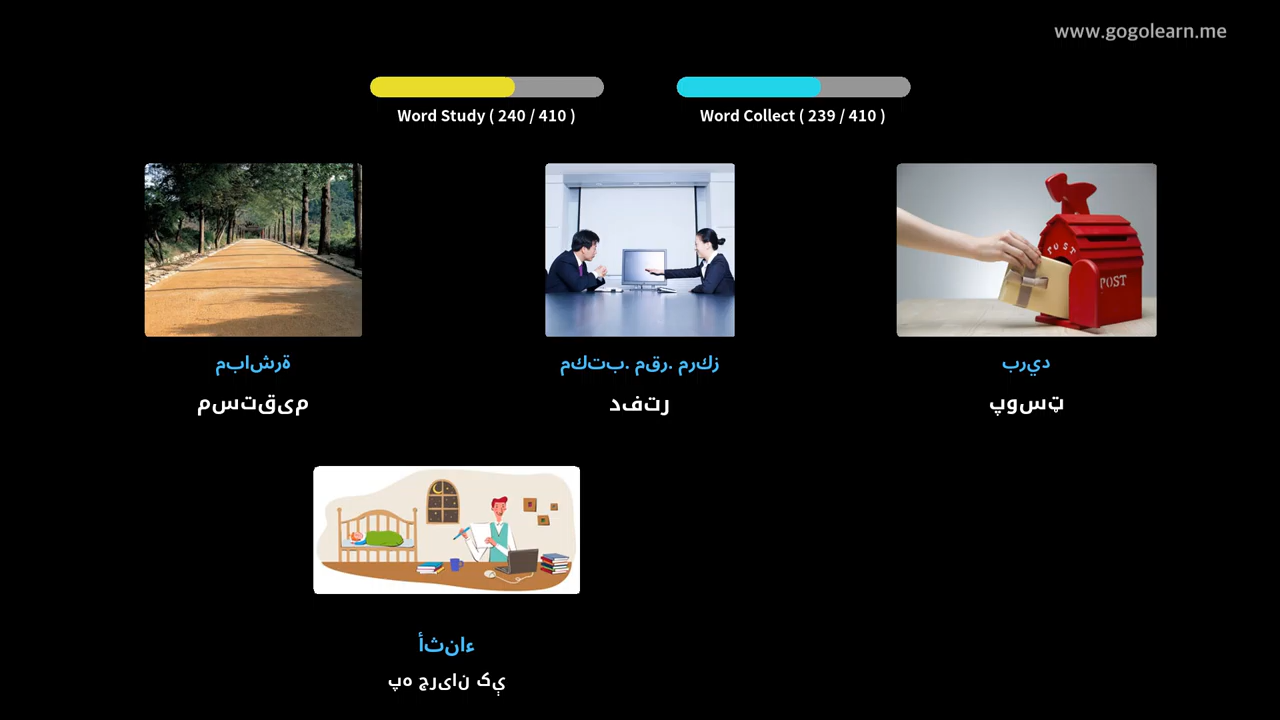 www.gogolearn.me
Word Study ( 240 / 410 )
Word Collect ( 239 / 410 )
POST
POST
مباشرة
مستقیم
مكتب. مقر. مركز
دفتر
بريد
پوسټ
أثناء
په جریان کې